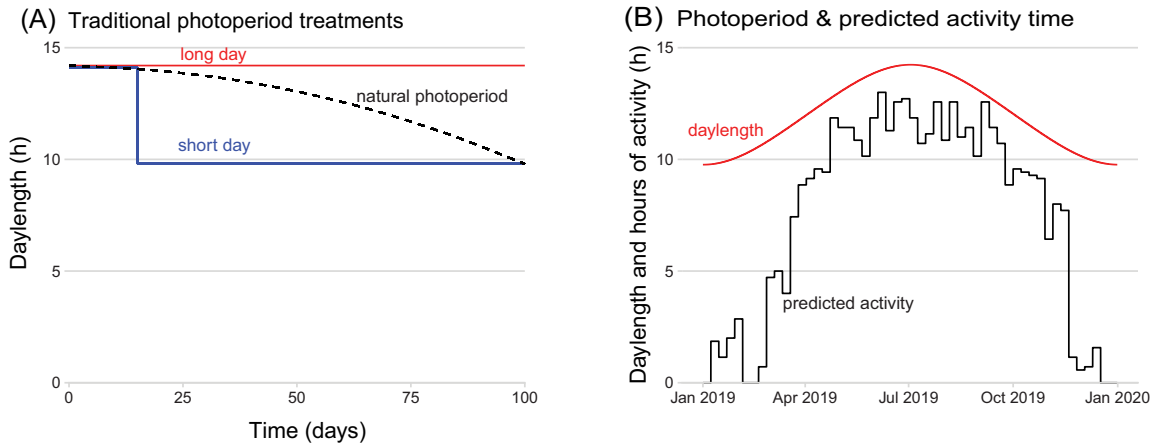 (A) Traditional photoperiod treatments
Daylength (h)
15
10
5
0
long day
natural photoperiod
short day
0 25 50 75 100
Time (days)
(B) Photoperiod & predicted activity time
Daylength and hours of activity (h)
15
10
5
0
daylength
predicted activity
Jan 2019 Apr 2019 Jul 2019 Oct 2019 Jan 2020